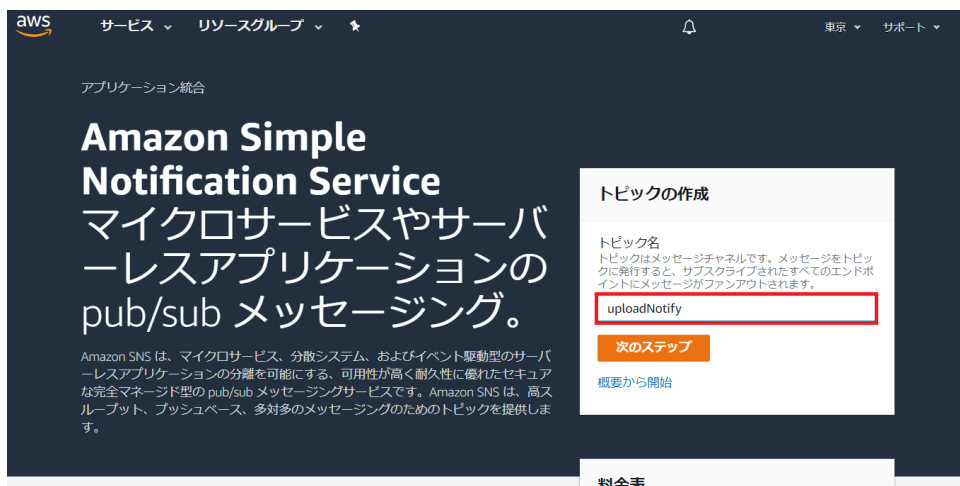 aws サービス リソースグループ 東京 サポート
アプリケーション統合
Amazon Simple
Notification Service
マイクロサービスやサーバ
ーレスアプリケーションの
pub/sub メッセージング。
Amazon SNS は、マイクロサービス、分散システム、およびイベント駆動型のサーバ
ーレスアプリケーションの分離を可能にする、可用性が高く耐久性に優れたセキュア
な完全マネージド型の pub/sub メッセージングサービスです。Amazon SNS は、高ス
ループット、プッシュベース、多対多のメッセージングのためのトピックを提供しま
す。
トピックの作成
トピック名
トピックはメッセージチャネルです。メッセージをトピッ
クに発行すると、サブスクライブされたすべてのエンドポ
イントにメッセージがファンアウトされます。
uploadNotify
次のステップ
概要から開始
料金表